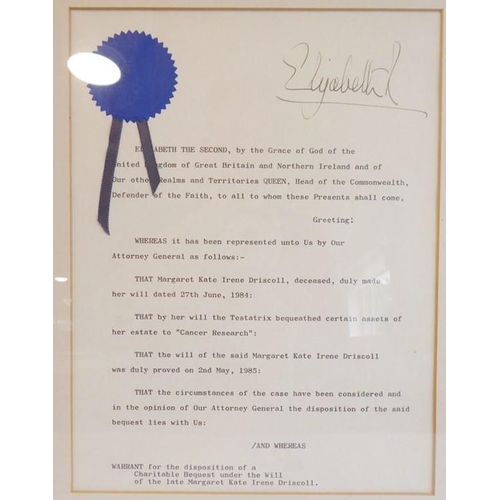 Elizabeth R
ELIZABETH THE SECOND, by the Grace of God of the
United Kingdom of Great Britain and Northern Ireland and of
Our other Realms and Territories QUEEN, Head of the Commonwealth,
Defender of the Faith, to all to whom these Presents shall come,
Greeting!
WHEREAS it has been represented unto Us by Our
Attorney General as follows:-
THAT Margaret Kate Irene Driscoll, deceased, duly made
her will dated 27th June, 1984:
THAT by her will the Testatrix bequeathed certain assets of
her estate to "Cancer Research":
THAT the will of the said Margaret Kate Irene Driscoll
was duly proved on 2nd May, 1985:
THAT the circumstances of the case have been considered and
in the opinion of Our Attorney General the disposition of the said
bequest lies with Us:
/AND WHEREAS
WARRANT for the disposition of a
Charitable Bequest under the Will
of the late Margaret Kate Irene Driscoll.